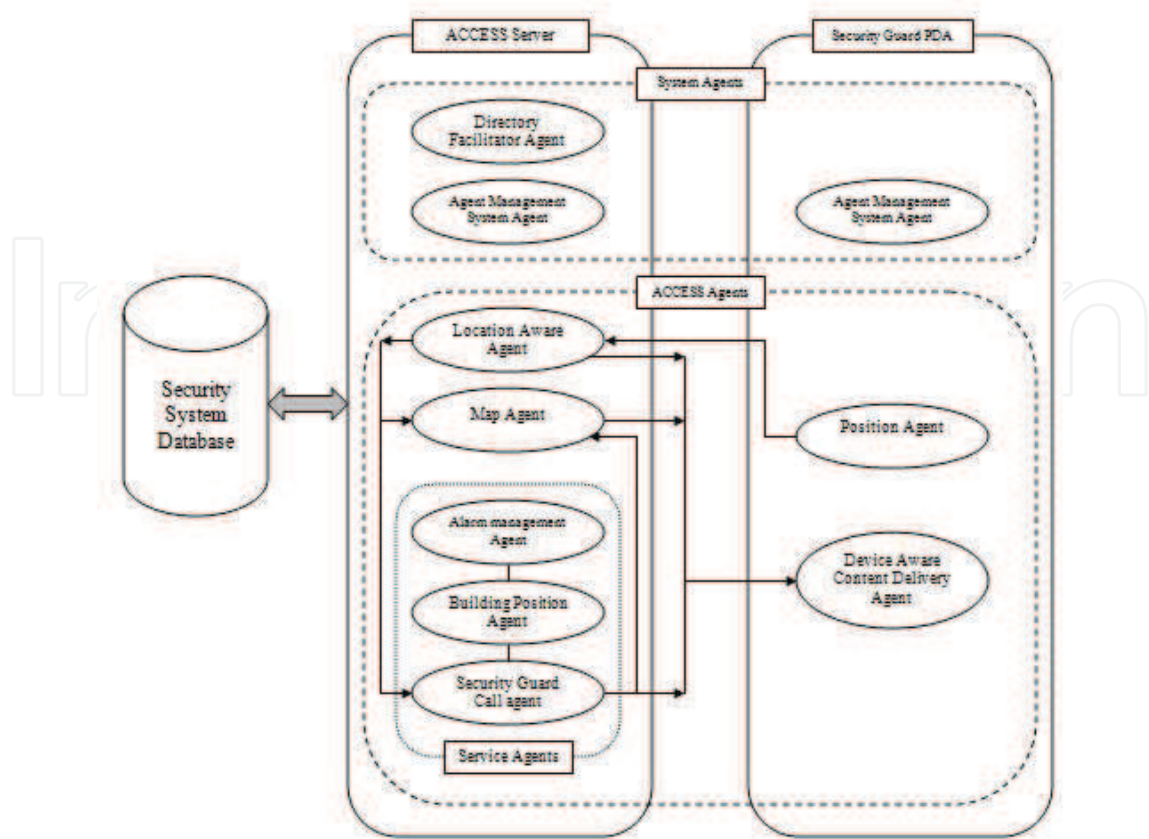 ACCESS Server
Security Guard PDA
System Agents
Directory
Facilitator Agent
Agent Management
System Agent
Agent Management
System Agent
ACCESS Agents
Location Aware
Agent
Map Agent
Position Agent
Security
System
Database
Alarm management
Agent
Building Position
Agent
Device Aware
Content Delivery
Agent
Security Guard
Call agent
Service Agents